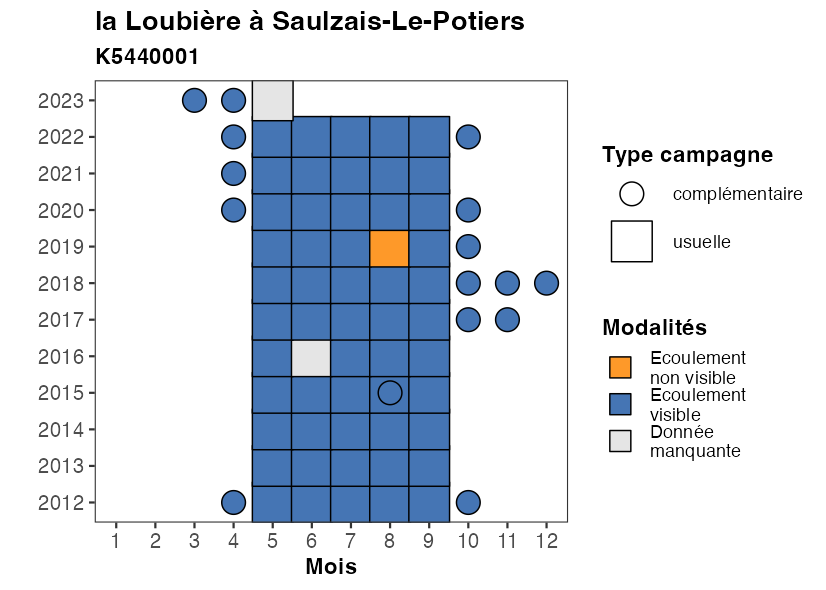 la Loubière à Saulzais-Le-Potiers
K5440001
2023
2022
2021
2020
2019
2018
2017
2016
2015
2014
2013
2012
1 2 3 4 5 6 7 8 9 10 11 12
Mois
Type campagne
complémentaire
usuelle
Modalités
Ecoulement
non visible
Ecoulement
visible
Donnée
manquante